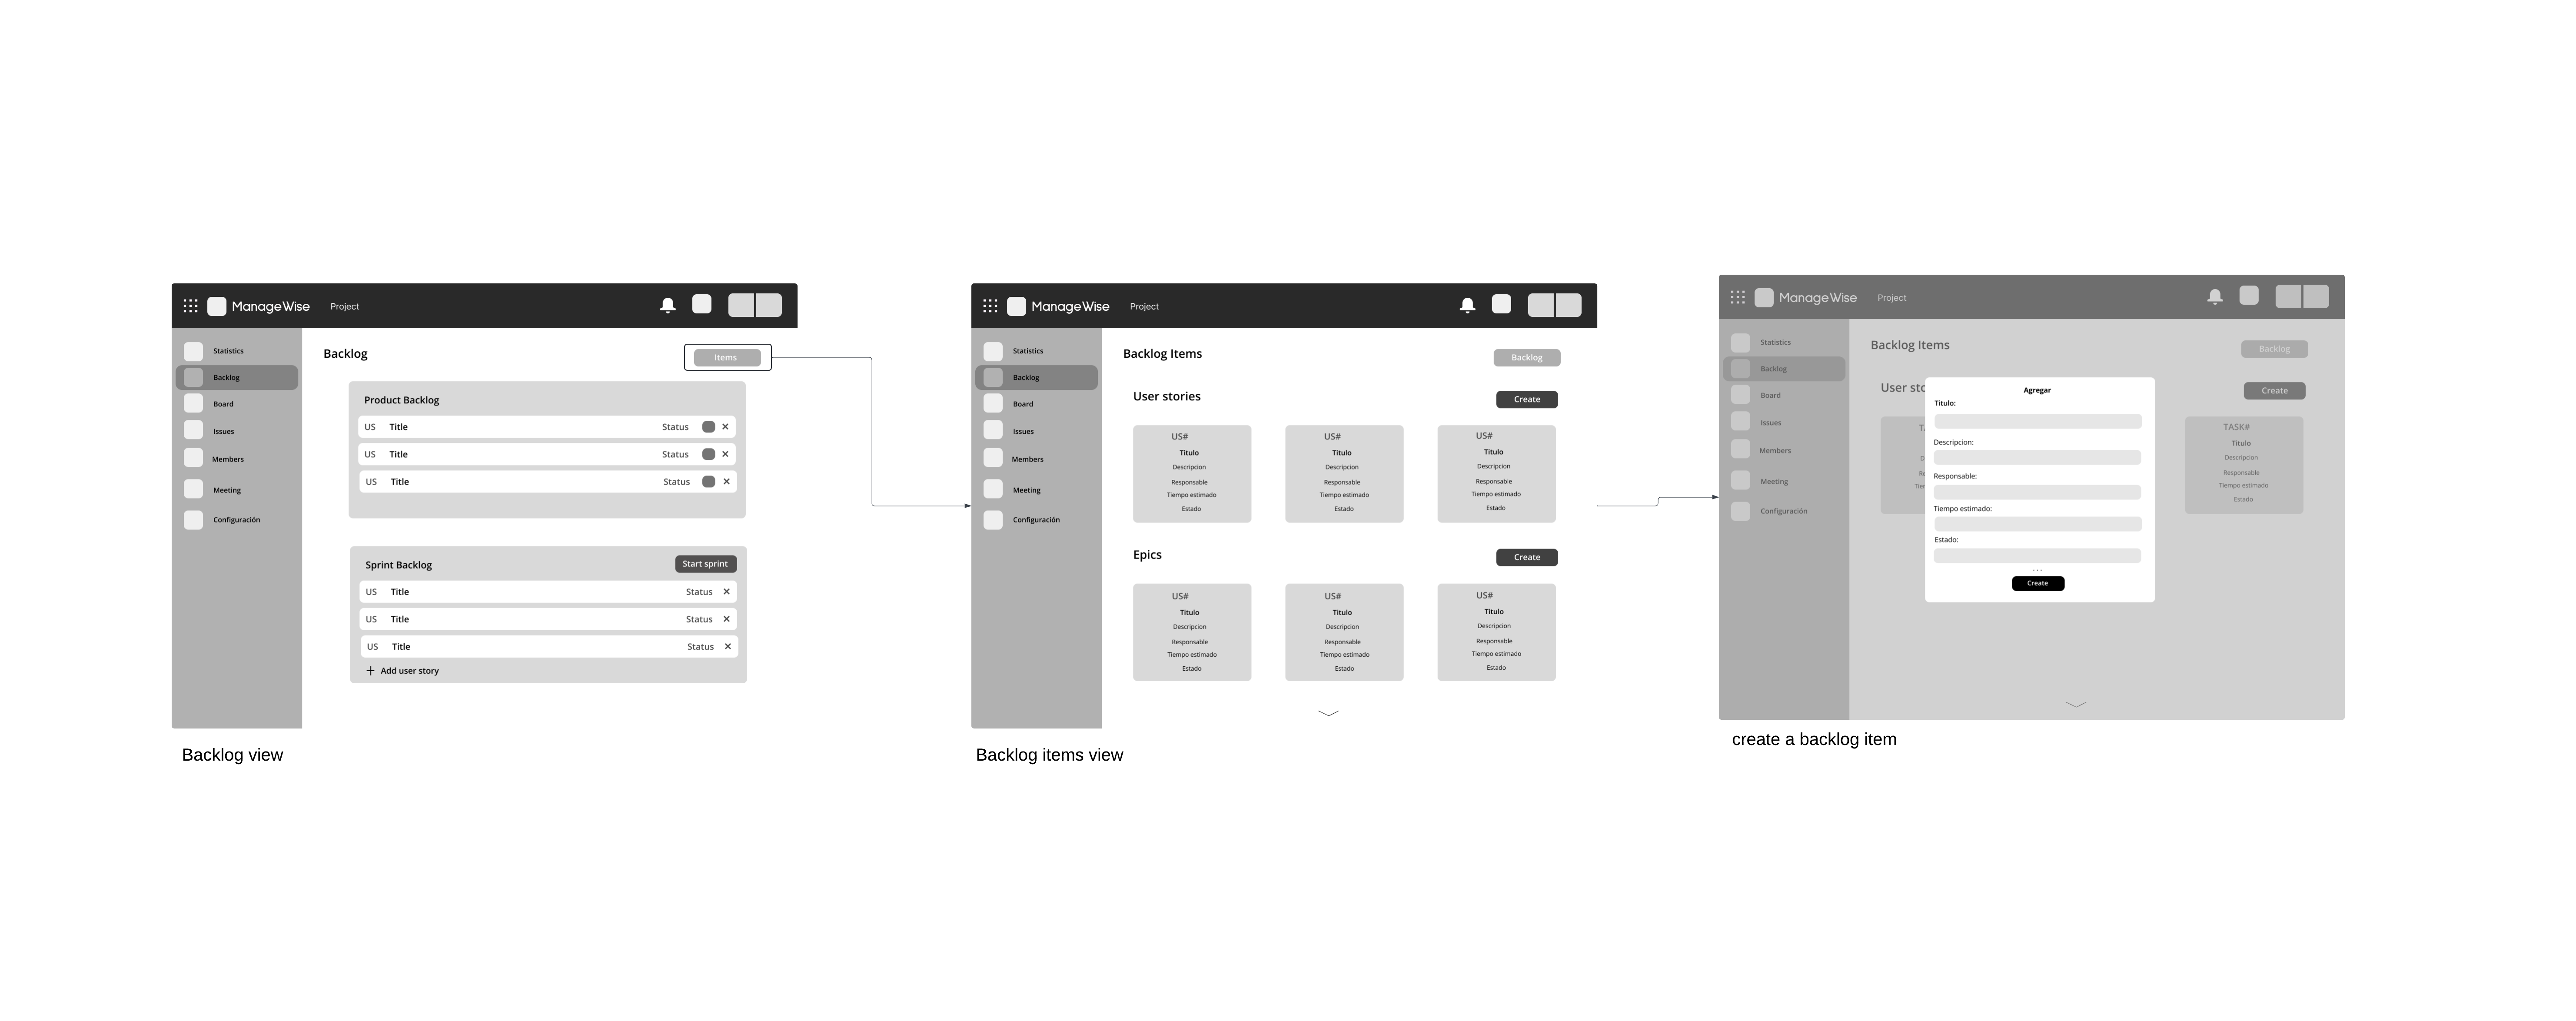 ManageWise Project
Statistics
Backlog
Board
Issues
Members
Meeting
Configuración
Backlog
Items
Product Backlog
US Title Status ✕
US Title Status ✕
US Title Status ✕
Sprint Backlog
Start sprint
US Title Status ✕
US Title Status ✕
US Title Status ✕
+ Add user story
Backlog view
ManageWise Project
Statistics
Backlog
Board
Issues
Members
Meeting
Configuración
Backlog Items
Backlog
User stories
Create
US# US# US#
Titulo Titulo Titulo
Descripcion Descripcion Descripcion
Responsable Responsable Responsable
Tiempo estimado Tiempo estimado Tiempo estimado
Estado Estado Estado
Epics
Create
US# US# US#
Titulo Titulo Titulo
Descripcion Descripcion Descripcion
Responsable Responsable Responsable
Tiempo estimado Tiempo estimado Tiempo estimado
Estado Estado Estado
Backlog items view
ManageWise Project
Statistics
Backlog
Board
Issues
Members
Meeting
Configuración
Backlog Items
Backlog
User sto
Create
TASK#
Titulo
Descripcion
Responsable
Tiempo estimado
Estado
Agregar
Titulo:
Descripcion:
Responsable:
Tiempo estimado:
Estado:
...
Create
create a backlog item